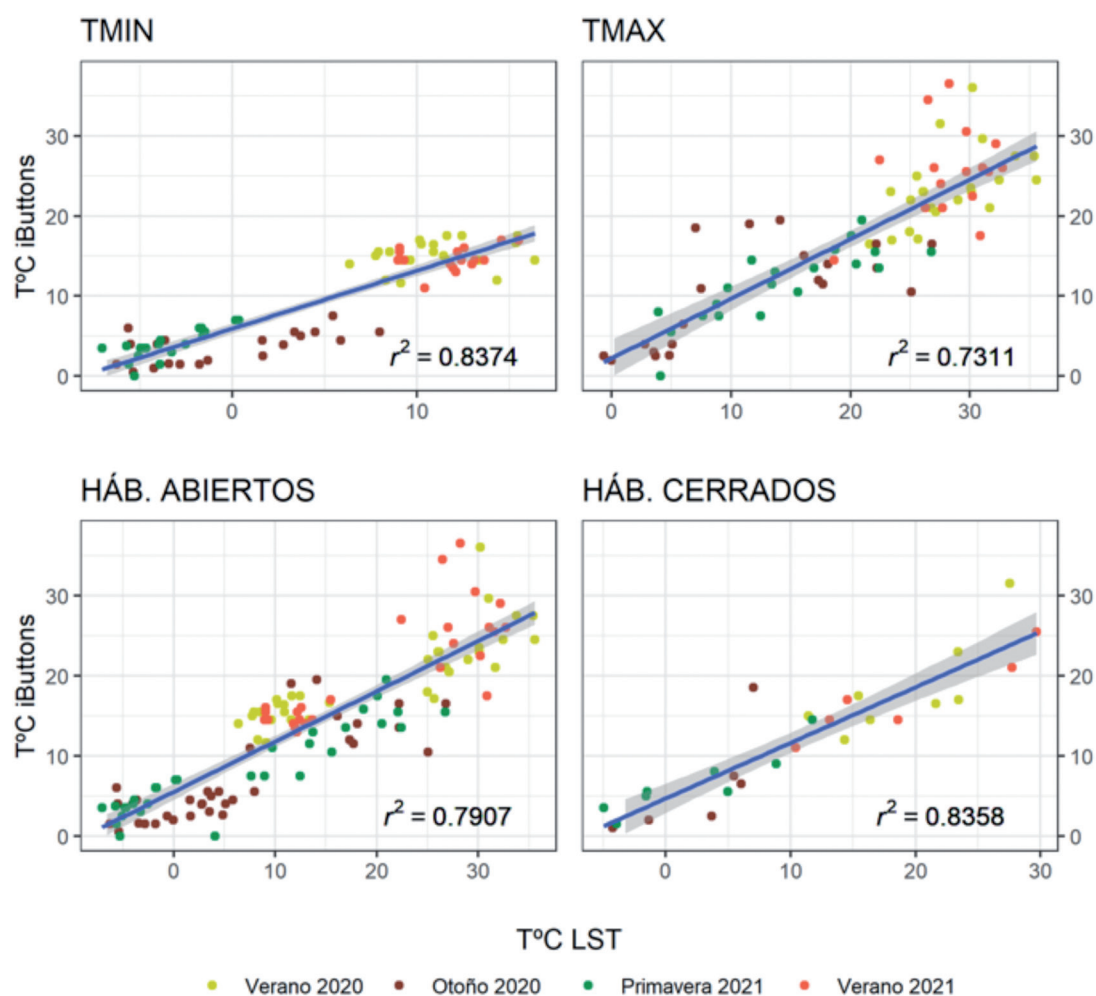 TMIN
TMAX
TºC iButtons
30
20
10
0
r² = 0.8374
0 10
30
20
10
0
r² = 0.7311
0 10 20 30
HÁB. ABIERTOS
HÁB. CERRADOS
TºC iButtons
30
20
10
0
r² = 0.7907
0 10 20 30
30
20
10
0
r² = 0.8358
0 10 20 30
TºC LST
Verano 2020 Otoño 2020 Primavera 2021 Verano 2021